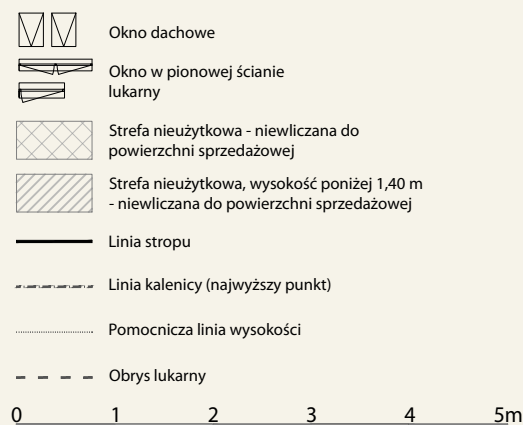 Okno dachowe
Okno w pionowej ścianie
lukarny
Strefa nieużytkowa - niewliczana do
powierzchni sprzedażowej
Strefa nieużytkowa, wysokość poniżej 1,40 m
- niewliczana do powierzchni sprzedażowej
Linia stropu
Linia kalenicy (najwyższy punkt)
Pomocnicza linia wysokości
Obrys lukarny
0 1 2 3 4 5m